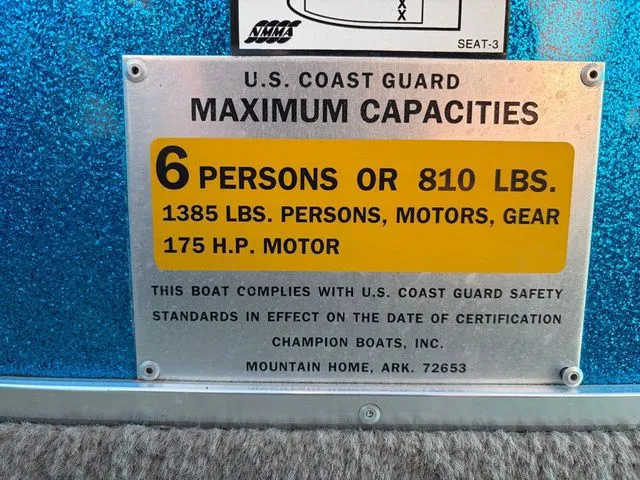 X
X
NMMA
SEAT-3
U.S. COAST GUARD
MAXIMUM CAPACITIES
6 PERSONS OR 810 LBS.
1385 LBS. PERSONS, MOTORS, GEAR
175 H.P. MOTOR
THIS BOAT COMPLIES WITH U.S. COAST GUARD SAFETY
STANDARDS IN EFFECT ON THE DATE OF CERTIFICATION
CHAMPION BOATS, INC.
MOUNTAIN HOME, ARK. 72653